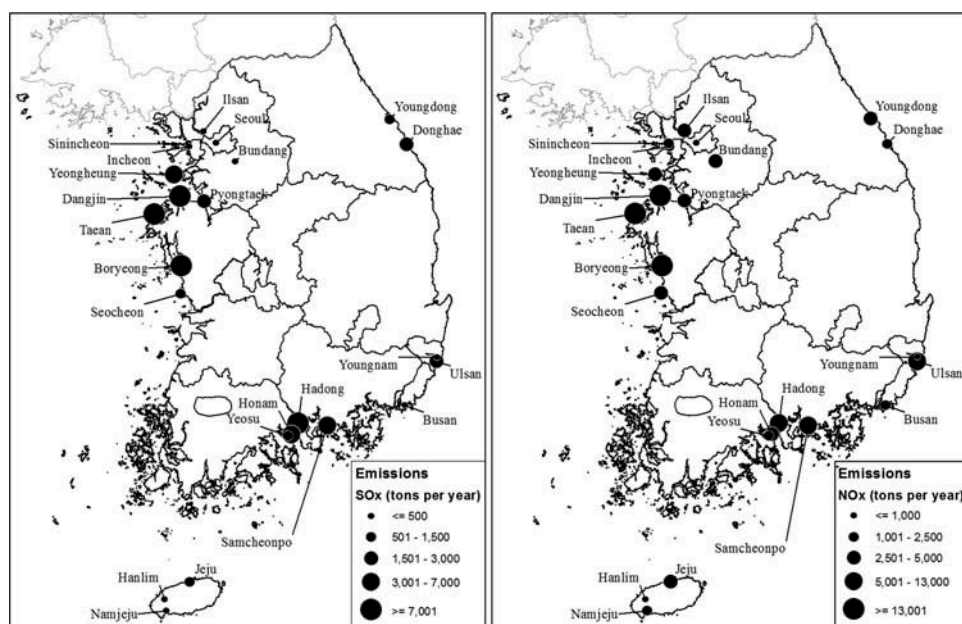 Ilsan
Seoul
Sinincheon
Incheon
Bundang
Yeongheung
Dangjin
Pyongtaek
Taean
Boryeong
Seocheon
Youngdong
Donghae
Youngnam
Ulsan
Hadong
Honam
Yeosu
Busan
Samcheonpo
Jeju
Hanlim
Namjeju
Emissions
SOx (tons per year)
<= 500
501 - 1,500
1,501 - 3,000
3,001 - 7,000
>= 7,001
Ilsan
Seoul
Sinincheon
Incheon
Bundang
Yeongheung
Dangjin
Pyongtaek
Taean
Boryeong
Seocheon
Youngdong
Donghae
Youngnam
Ulsan
Hadong
Honam
Yeosu
Busan
Samcheonpo
Jeju
Hanlim
Namjeju
Emissions
NOx (tons per year)
<= 1,000
1,001 - 2,500
2,501 - 5,000
5,001 - 13,000
>= 13,001